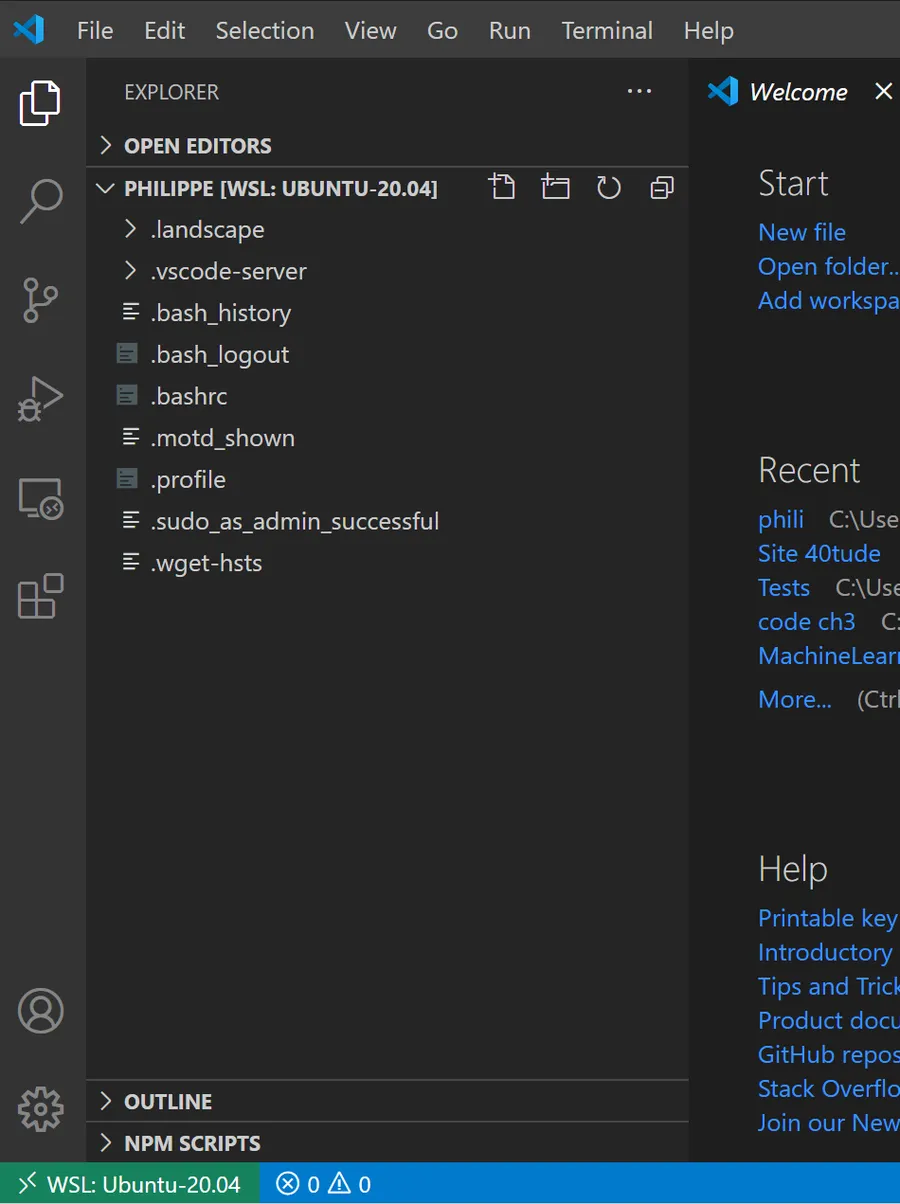 File Edit Selection View Go Run Terminal Help
EXPLORER
OPEN EDITORS
PHILIPPE [WSL: UBUNTU-20.04]
.landscape
.vscode-server
.bash_history
.bash_logout
.bashrc
.motd_shown
.profile
.sudo_as_admin_successful
.wget-hsts
OUTLINE
NPM SCRIPTS
Welcome
Start
New file
Open folder..
Add workspa
Recent
phili C:\Use
Site 40tude
Tests C:\Use
code ch3 C:
MachineLearn
More... (Ctrl
Help
Printable key
Introductory
Tips and Trick
Product docu
GitHub repos
Stack Overflo
Join our New
WSL: Ubuntu-20.04 0 0